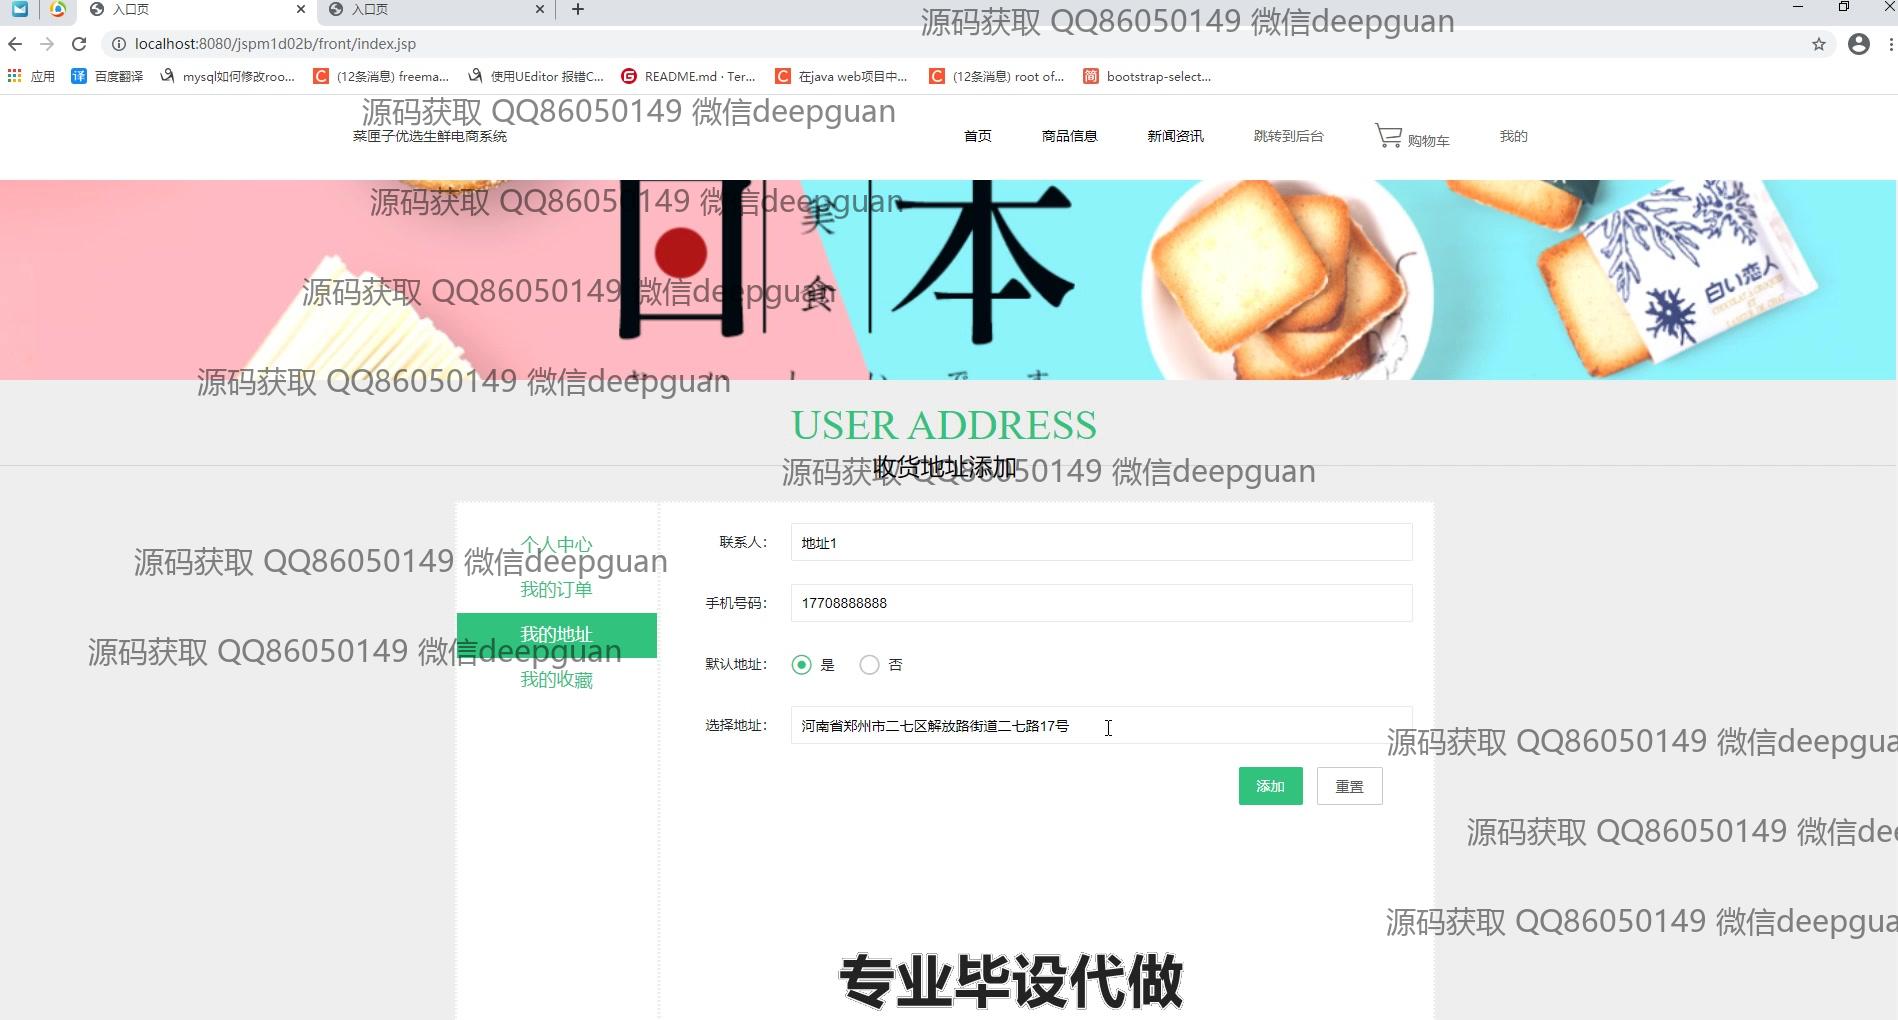 入口页
入口页
源码获取 QQ86050149 微信deepguan
localhost:8080/jspm1d02b/front/index.jsp
应用
百度翻译
mysql如何修改roo...
(12条消息) freema...
使用UEditor 报错C...
README.md · Ter...
在java web项目中...
(12条消息) root of...
bootstrap-select...
源码获取 QQ86050149 微信deepguan
菜匣子优选生鲜电商系统
首页
商品信息
新闻资讯
跳转到后台
购物车
我的
源码获取 QQ86050149 微信deepguan
日本
美食
白い恋人
源码获取 QQ86050149 微信deepguan
源码获取 QQ86050149 微信deepguan
USER ADDRESS
收货地址添加
源码获取 QQ86050149 微信deepguan
个人中心
我的订单
我的地址
我的收藏
源码获取 QQ86050149 微信deepguan
源码获取 QQ86050149 微信deepguan
联系人：
地址1
手机号码：
17708888888
默认地址：
是
否
选择地址：
河南省郑州市二七区解放路街道二七路17号
源码获取 QQ86050149 微信deepgua
添加
重置
源码获取 QQ86050149 微信dee
源码获取 QQ86050149 微信deepgua
专业毕设代做